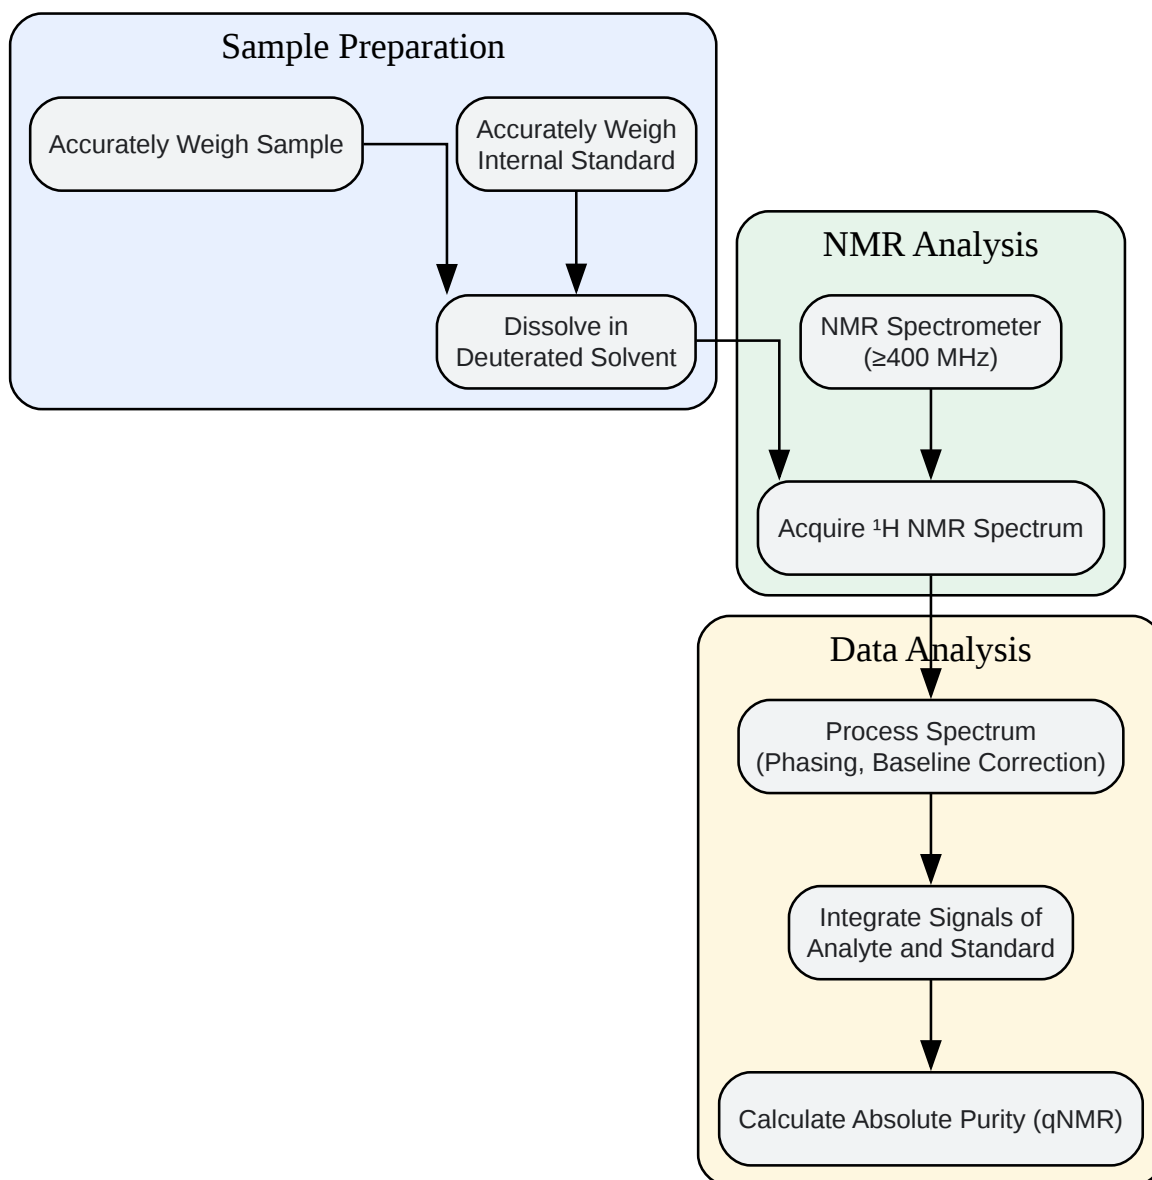 Sample Preparation
Accurately Weigh Sample
Accurately Weigh
Internal Standard
Dissolve in
Deuterated Solvent
NMR Analysis
NMR Spectrometer
(≥400 MHz)
Acquire ¹H NMR Spectrum
Data Analysis
Process Spectrum
(Phasing, Baseline Correction)
Integrate Signals of
Analyte and Standard
Calculate Absolute Purity (qNMR)